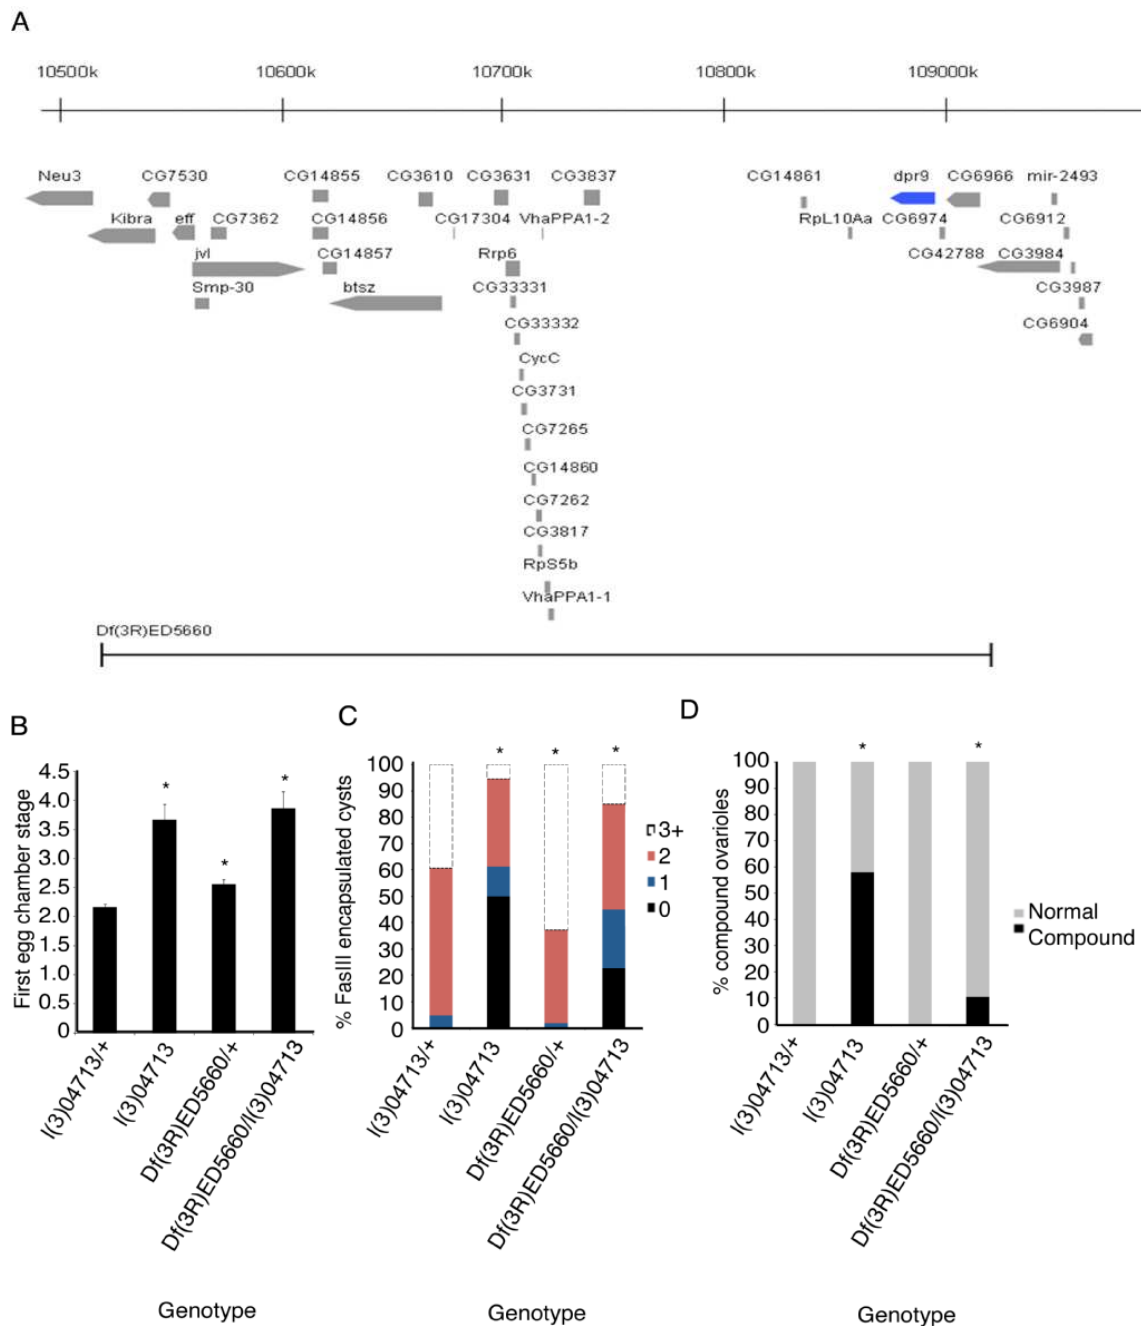 A
10500k 10600k 10700k 10800k 109000k
Neu3 CG7530 CG14855 CG3610 CG3631 CG3837 CG14861 dpr9 CG6966 mir-2493
Kibra eff CG7362 CG14856 CG17304 VhaPPA1-2 RpL10Aa CG6974 CG6912
jvl CG14857 Rrp6 CG42788 CG3984
Smp-30 btsz CG33331 CG3987
CG33332 CG6904
CycC
CG3731
CG7265
CG14860
CG7262
CG3817
RpS5b
VhaPPA1-1
Df(3R)ED5660
B
First egg chamber stage
4.5
4.0
3.5
3.0
2.5
2.0
1.5
1.0
0.5
0
* * *
l(3)04713/+
l(3)04713
Df(3R)ED5660/+
Df(3R)ED5660/l(3)04713
Genotype
C
% FasIII encapsulated cysts
100
90
80
70
60
50
40
30
20
10
0
* * *
3+
2
1
0
l(3)04713/+
l(3)04713
Df(3R)ED5660/+
Df(3R)ED5660/l(3)04713
Genotype
D
% compound ovarioles
100
90
80
70
60
50
40
30
20
10
0
* *
Normal
Compound
l(3)04713/+
l(3)04713
Df(3R)ED5660/+
Df(3R)ED5660/l(3)04713
Genotype